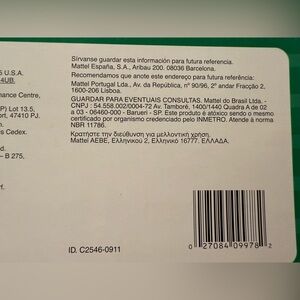 Sírvanse guardar esta información para futura referencia.
Mattel España, S.A., Aribau 200. 08036 Barcelona.
Recomendamos que anote este endereço para futura referência:
Mattel Portugal Lda., Av. da República, nº 90/96, 2º andar Fracção 2,
1600-206 Lisboa.
GUARDAR PARA EVENTUAIS CONSULTAS. Mattel do Brasil Ltda. -
CNPJ : 54.558.002/0004-72 Av. Tamboré, 1400/1440 Quadra A de 02
a 03 - 06460-000 - Barueri - SP. Este produto é atóxico sendo o mesmo
certificado por organismo credenciado pelo INMETRO. Atende à norma
NBR 11786.
Κρατήστε την διεύθυνση για μελλοντική χρήση.
Mattel AEBE, Ελληνικού 2, Ελληνικό 16777. ΕΛΛΑΔΑ.
U.S.A.
4UB.
nance Centre,
P) Lot 13.5,
ort, 47410 PJ.
is Cedex.
– B 275,
rf.
ID. C2546-0911
0 27084 09978 2